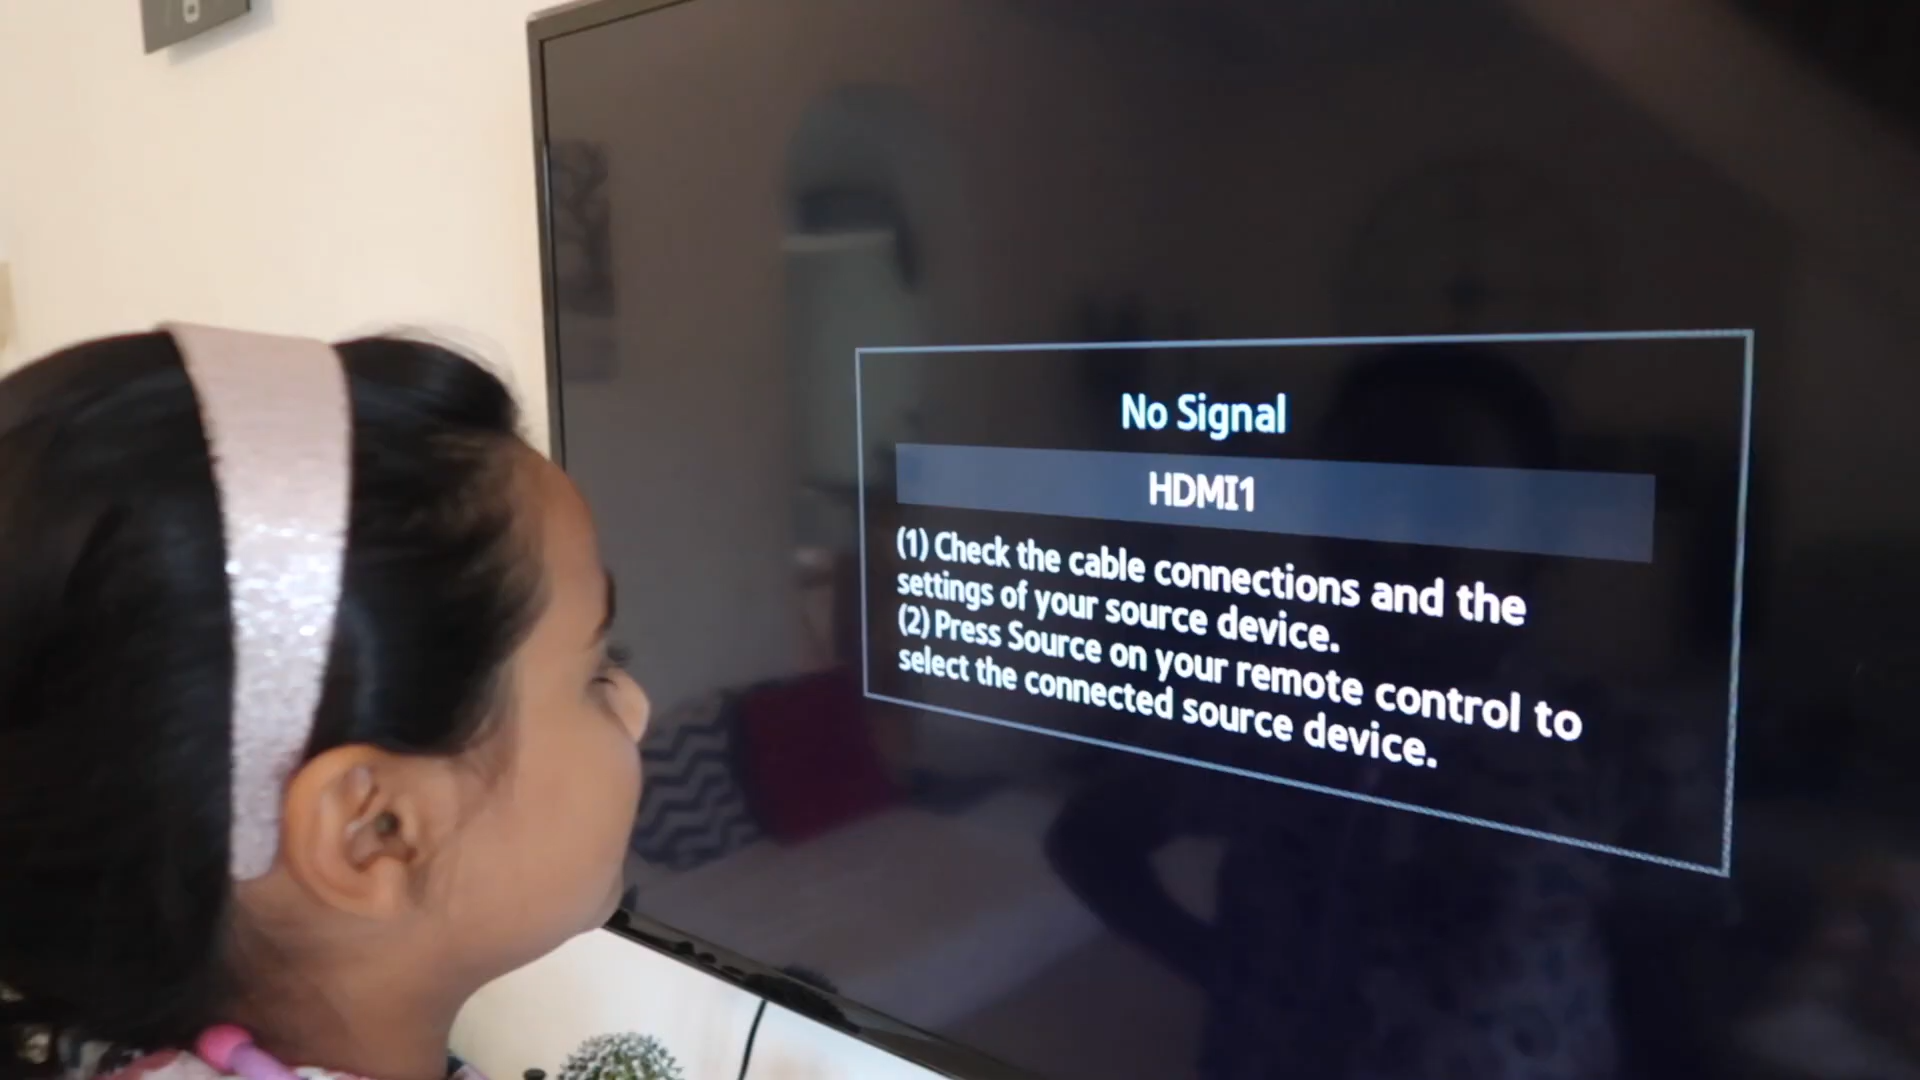 No Signal
HDMI1
(1) Check the cable connections and the
settings of your source device.
(2) Press Source on your remote control to
select the connected source device.